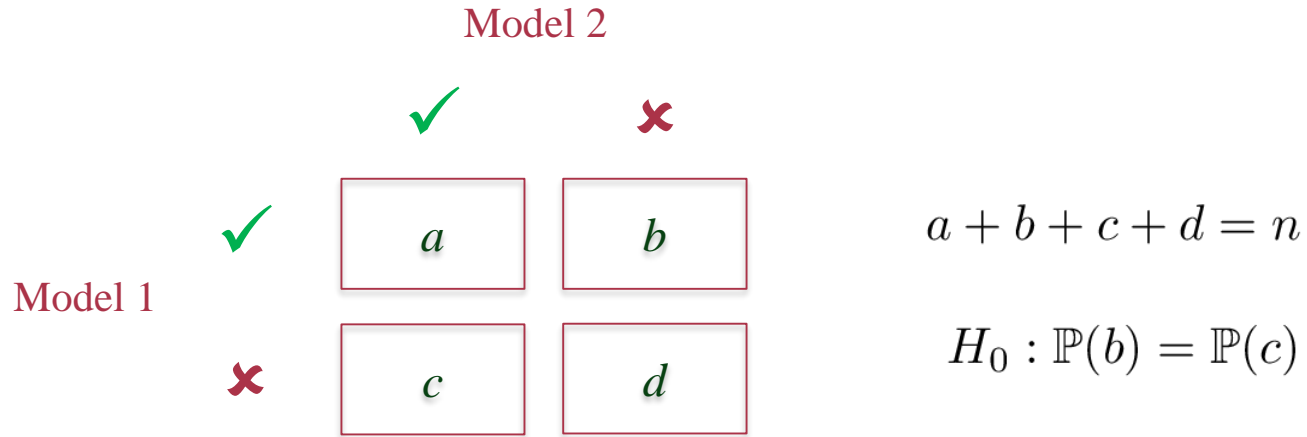 Model 2
✓ ✗
✓ a b
a + b + c + d = n
Model 1
✗ c d
H₀ : ℙ(b) = ℙ(c)